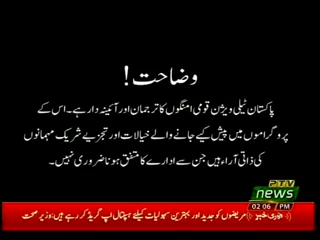 وضاحت!
پاکستان ٹیلی ویژن قومی امنگوں کا ترجمان اور آئینہ دار ہے۔ اس کے
پروگراموں میں پیش کیے جانے والے خیالات اور تجزیے شریک مہمانوں
کی ذاتی آراء ہیں جن سے ادارے کا متفق ہونا ضروری نہیں۔
PTV
news
02:06 PM
مریضوں کو جدید اور بہترین سہولیات کیلئے ہسپتال اپ گریڈ کر رہے ہیں: وزیر صحت